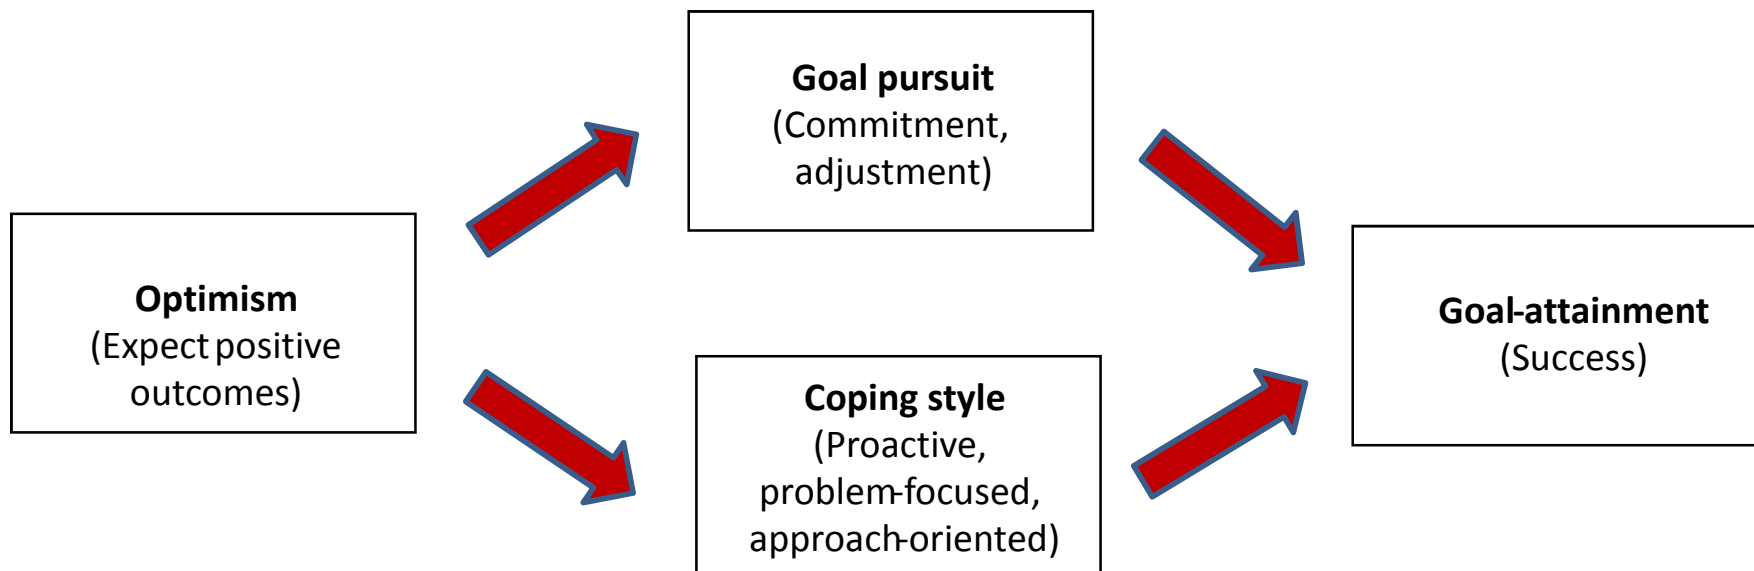 Goal pursuit
(Commitment,
adjustment)
Optimism
(Expect positive
outcomes)
Coping style
(Proactive,
problem-focused,
approach-oriented)
Goal-attainment
(Success)